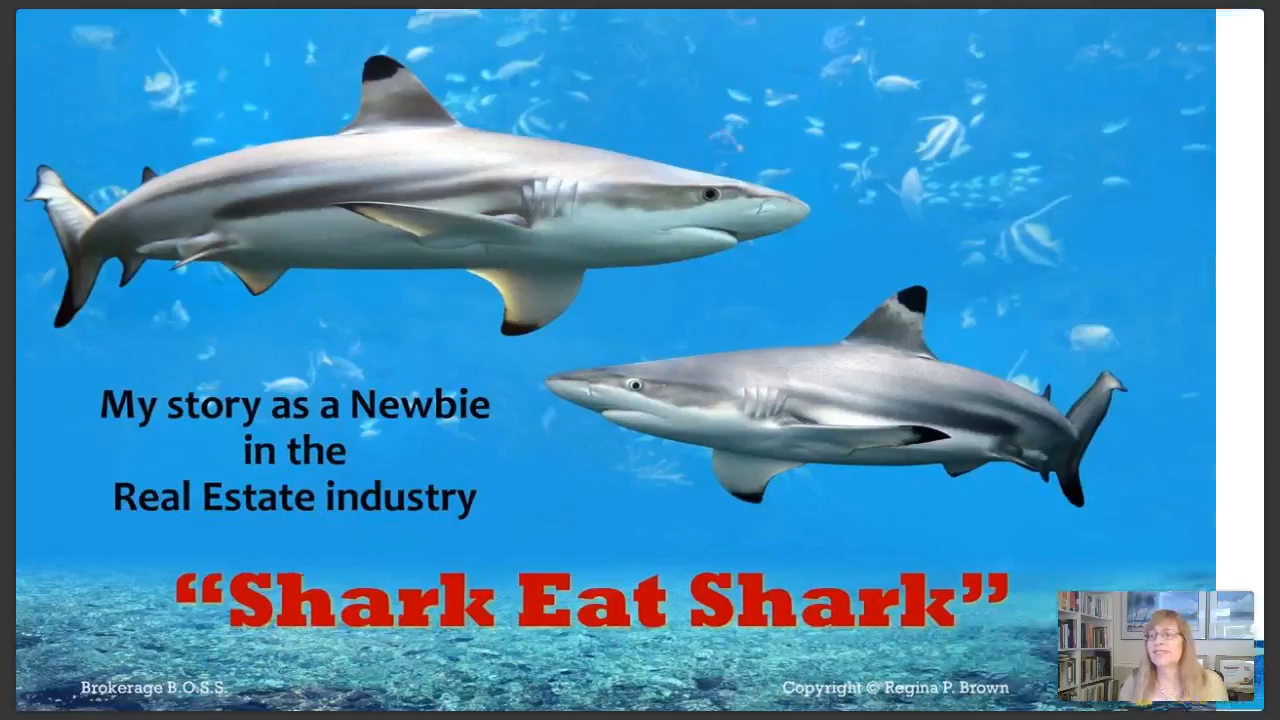 My story as a Newbie
in the
Real Estate industry
“Shark Eat Shark”
Brokerage B.O.S.S.
Copyright © Regina P. Brown